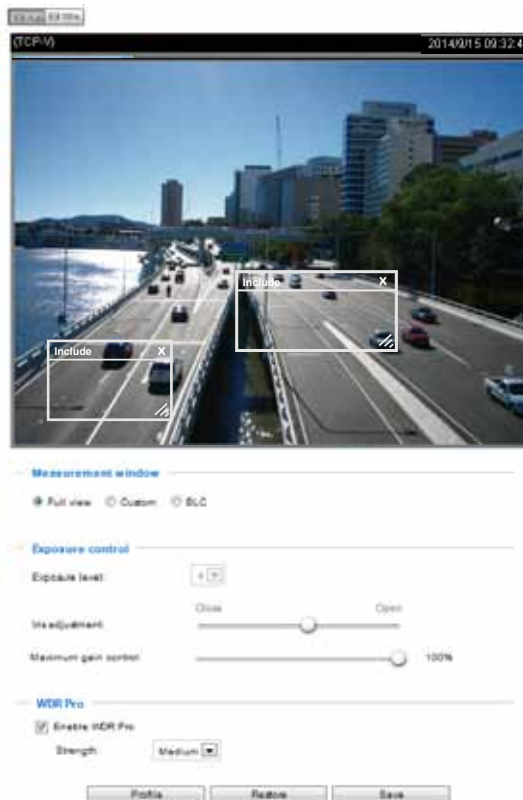 (TCP-V) 2014/9/15 09:32:4
Include X
Include X
Measurement window
Full view Custom BLC
Exposure control
Exposure level: 4
Close Open
Iris adjustment:
Maximum gain control: 100%
WDR Pro
Enable WDR Pro
Strength: Medium
Profile Restore Save